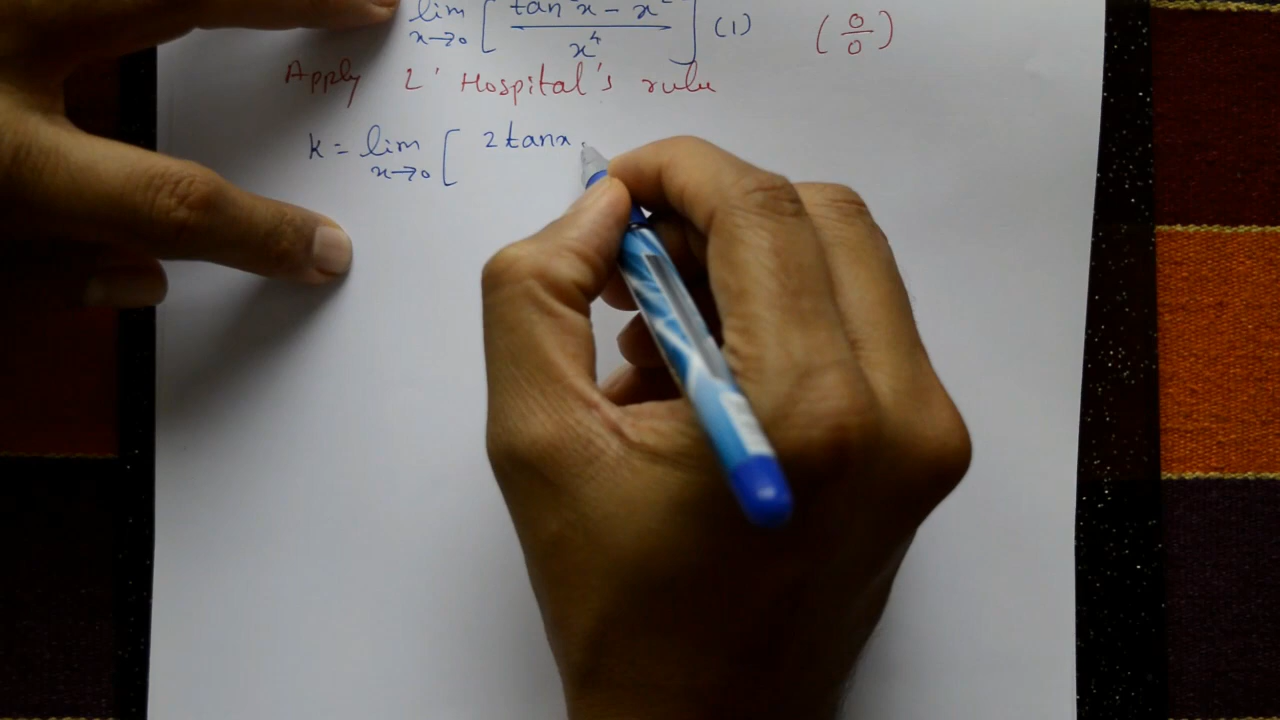 lim x→0 [ tan²x - x² / x⁴ ] (1) (0/0)
Apply L' Hospital's rule
k = lim x→0 [ 2tanx .